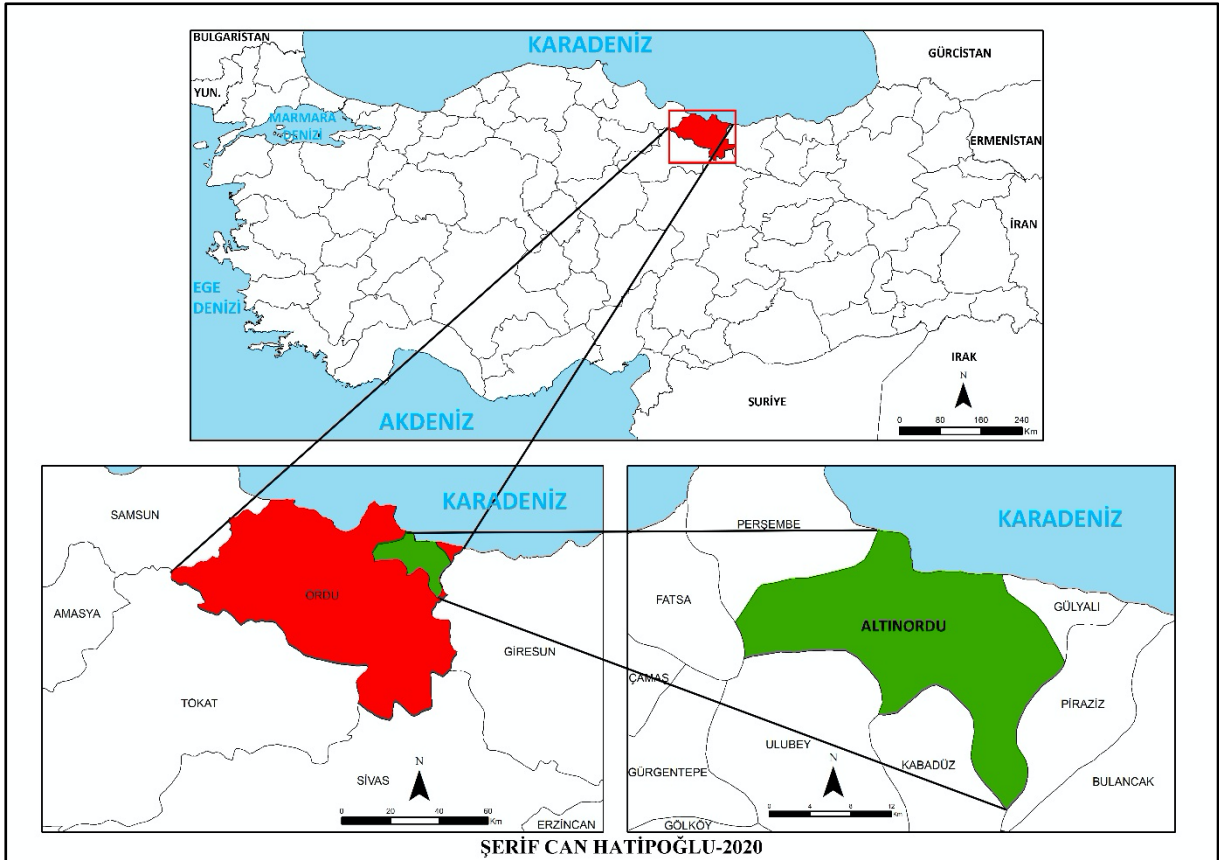 BULGARİSTAN
KARADENİZ
GÜRCİSTAN
YUN.
MARMARA
DENİZİ
ERMENİSTAN
İRAN
EGE
DENİZİ
IRAK
N
SURİYE
AKDENİZ
0 80 160 240
Km
SAMSUN
KARADENİZ
AMASYA
ORDU
GİRESUN
TOKAT
N
SİVAS
0 20 40 60
Km
ERZİNCAN
PERŞEMBE
KARADENİZ
FATSA
GÜLYALI
ALTINORDU
ÇAMAŞ
PİRAZİZ
ULUBEY
KABADÜZ
N
GÜRGENTEPE
BULANCAK
0 4 8 12
Km
GÖLKÖY
ŞERİF CAN HATİPOĞLU-2020